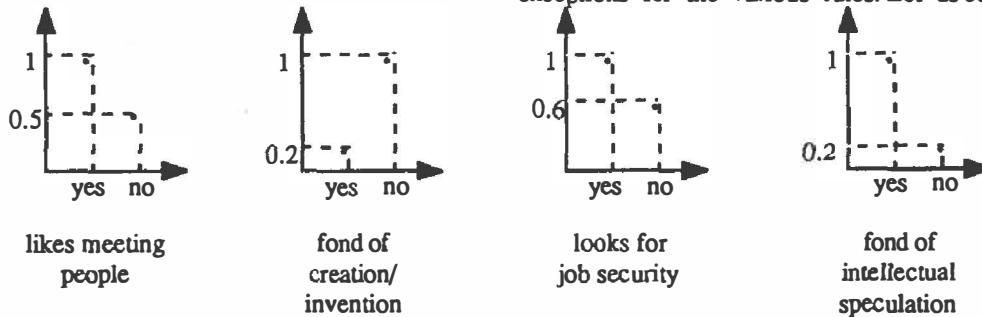 1
0.5
yes no
likes meeting
people
1
0.2
yes no
fond of
creation/
invention
1
0.6
yes no
looks for
job security
1
0.2
yes no
fond of
intellectual
speculation